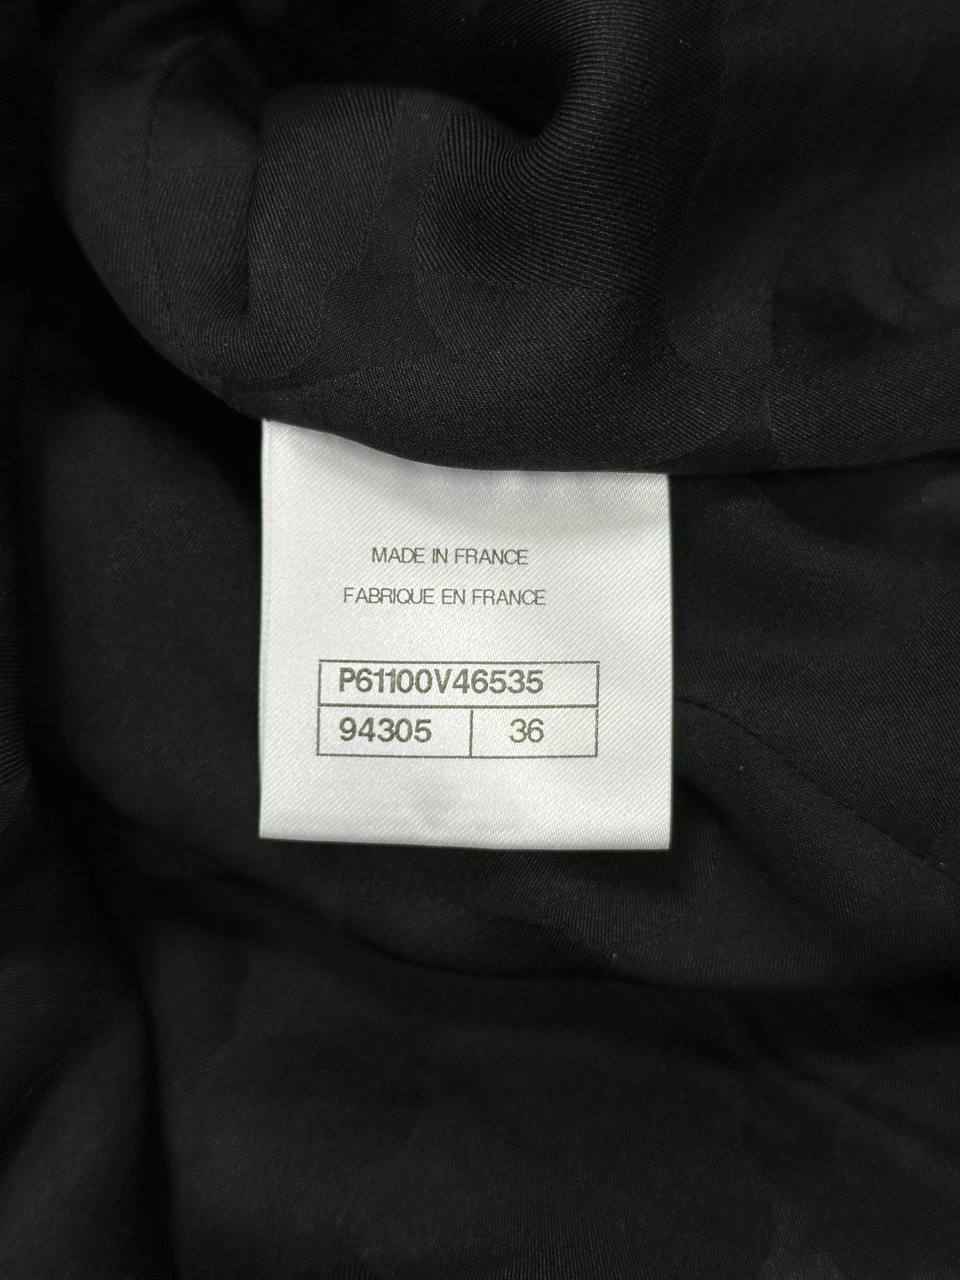 MADE IN FRANCE
FABRIQUE EN FRANCE
P61100V46535
94305 36